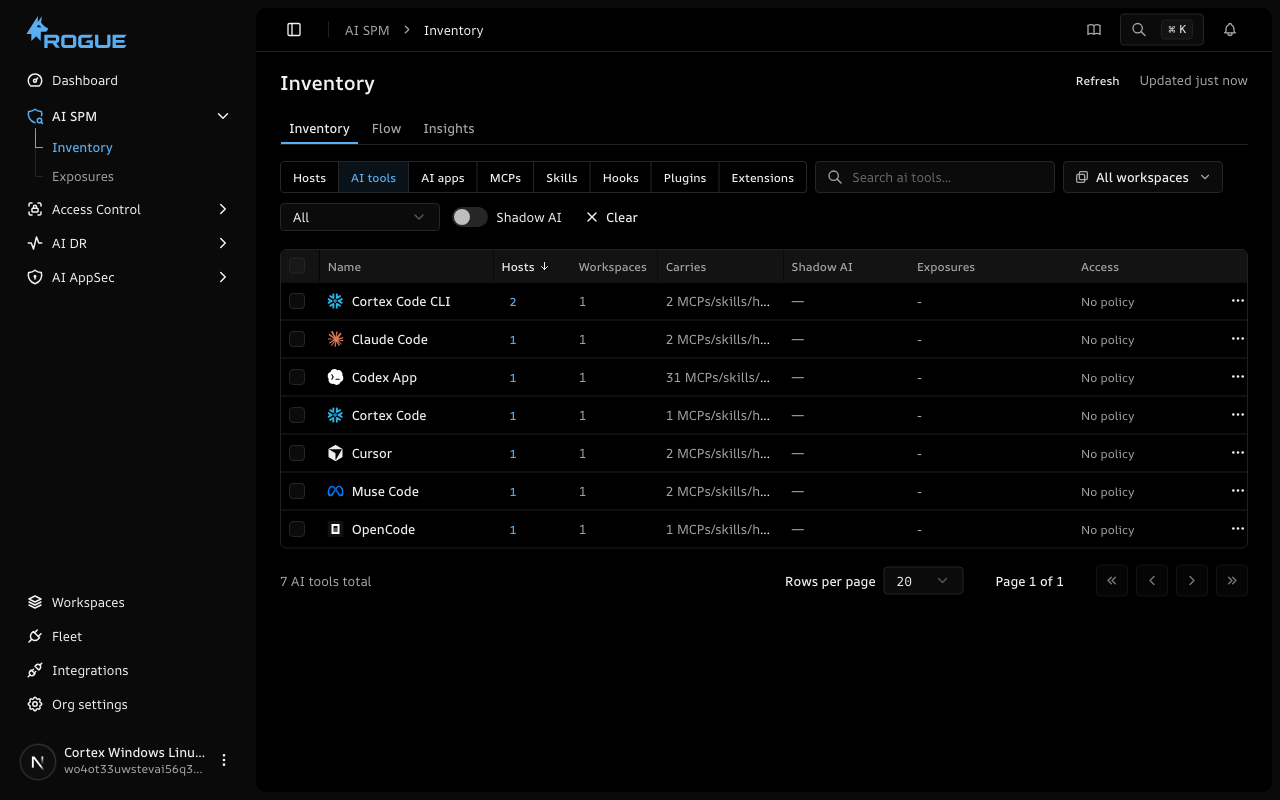 ROGUE
AI SPM > Inventory
⌘ K
Dashboard
AI SPM
Inventory
Exposures
Access Control
AI DR
AI AppSec
Inventory
Refresh
Updated just now
Inventory Flow Insights
Hosts AI tools AI apps MCPs Skills Hooks Plugins Extensions
Search ai tools...
All workspaces
All
Shadow AI
Clear
Name Hosts ↓ Workspaces Carries Shadow AI Exposures Access
Cortex Code CLI 2 1 2 MCPs/skills/h... — - No policy ...
Claude Code 1 1 2 MCPs/skills/h... — - No policy ...
Codex App 1 1 31 MCPs/skills/... — - No policy ...
Cortex Code 1 1 1 MCPs/skills/h... — - No policy ...
Cursor 1 1 2 MCPs/skills/h... — - No policy ...
Muse Code 1 1 2 MCPs/skills/h... — - No policy ...
OpenCode 1 1 1 MCPs/skills/h... — - No policy ...
7 AI tools total
Rows per page 20
Page 1 of 1
Workspaces
Fleet
Integrations
Org settings
N
Cortex Windows Linu...
wo4ot33uwstevai56q3...